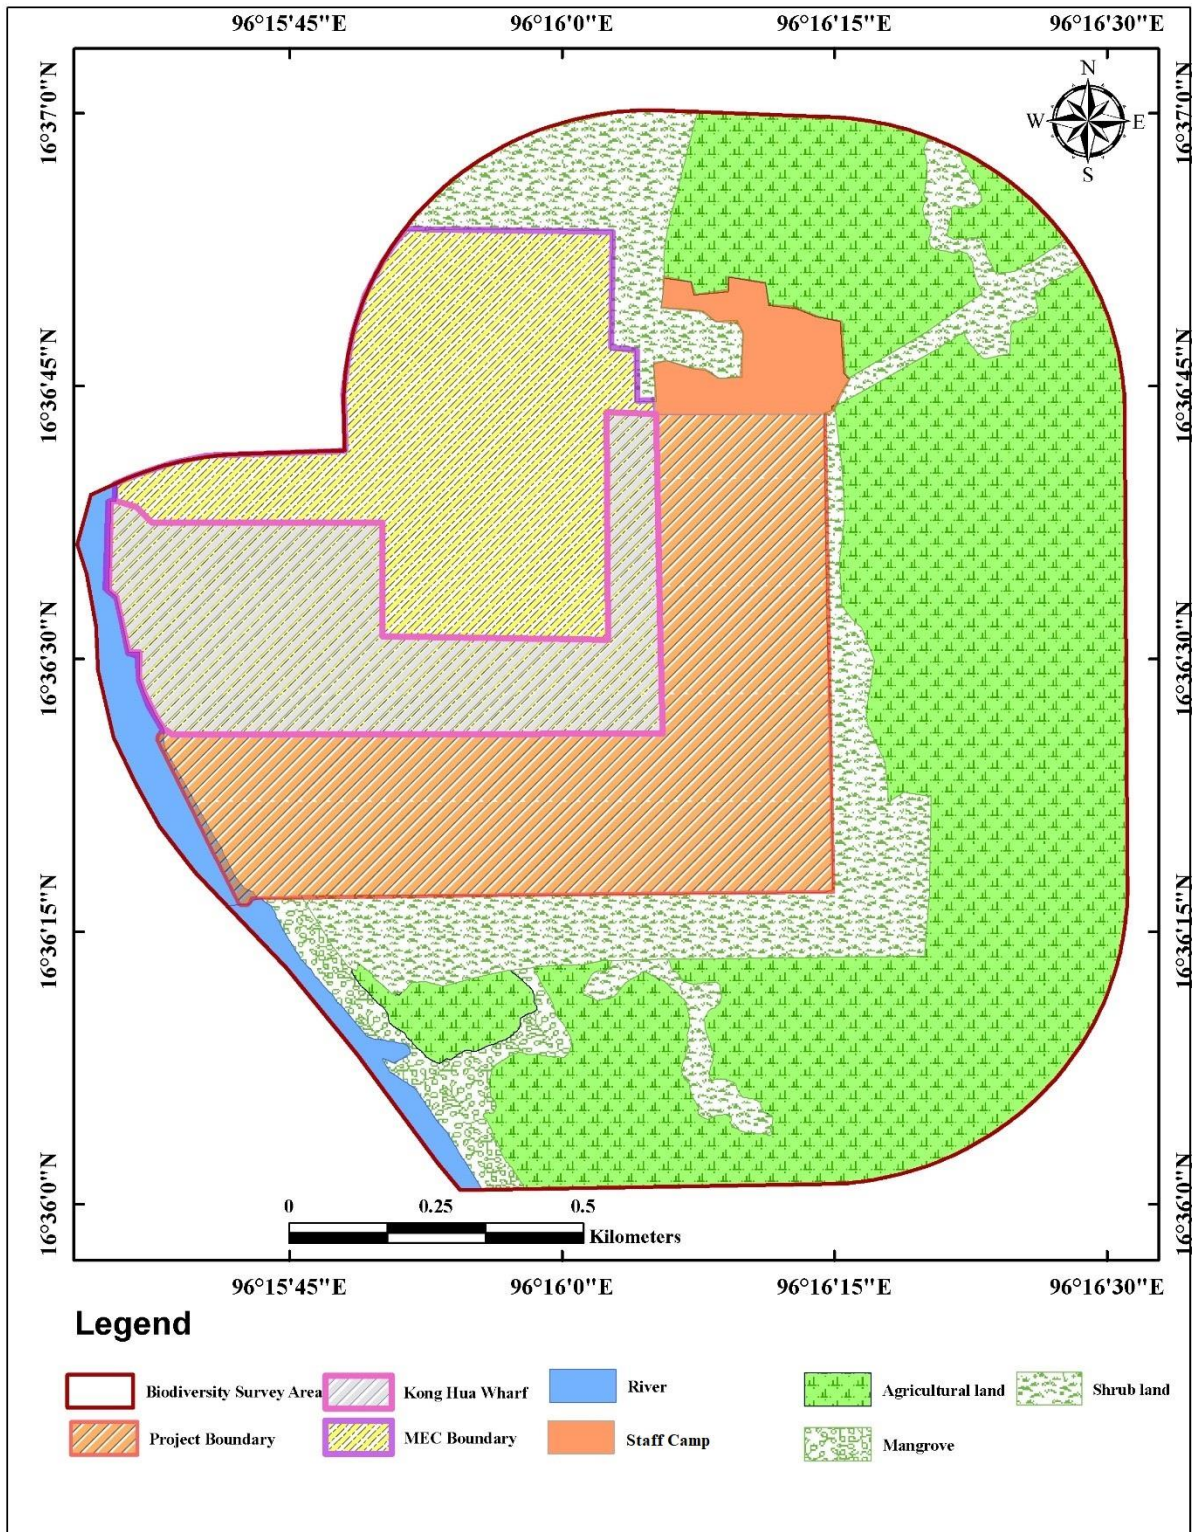 96°15'45"E 96°16'0"E 96°16'15"E 96°16'30"E
16°37'0"N 16°37'0"N
N
W E
S
16°36'45"N 16°36'45"N
16°36'30"N 16°36'30"N
16°36'15"N 16°36'15"N
16°36'0"N 16°36'0"N
0 0.25 0.5
Kilometers
96°15'45"E 96°16'0"E 96°16'15"E 96°16'30"E
Legend
Biodiversity Survey Area Kong Hua Wharf River Agricultural land Shrub land
Project Boundary MEC Boundary Staff Camp Mangrove